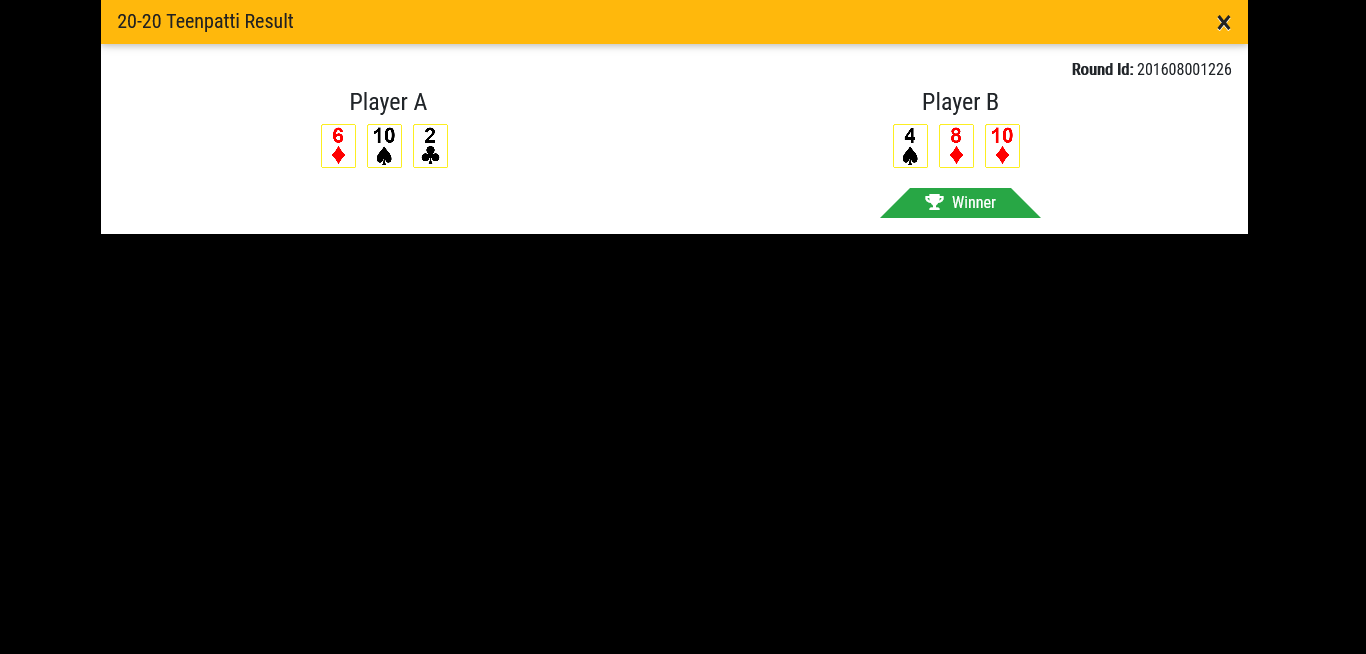 20-20 Teenpatti Result ×
Round Id: 201608001226
Player A
6♦ 10♠ 2♣
Player B
4♠ 8♦ 10♦
Winner